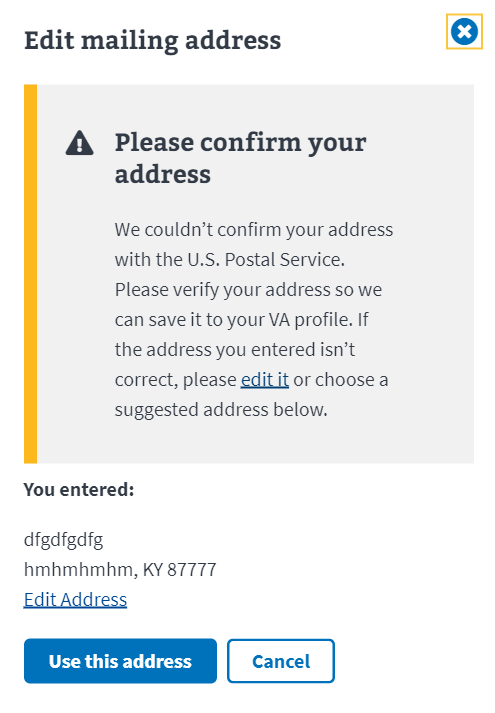 Edit mailing address
Please confirm your
address
We couldn’t confirm your address
with the U.S. Postal Service.
Please verify your address so we
can save it to your VA profile. If
the address you entered isn’t
correct, please edit it or choose a
suggested address below.
You entered:
dfgdfgdfg
hmhmhmhm, KY 87777
Edit Address
Use this address
Cancel